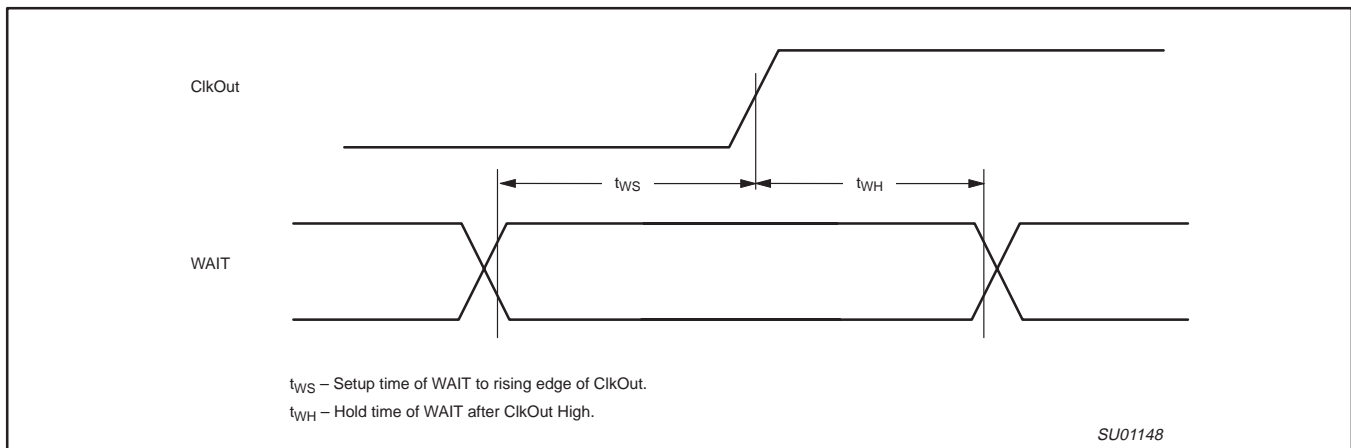 ClkOut
tWS
tWH
WAIT
tWS – Setup time of WAIT to rising edge of ClkOut.
tWH – Hold time of WAIT after ClkOut High.
SU01148